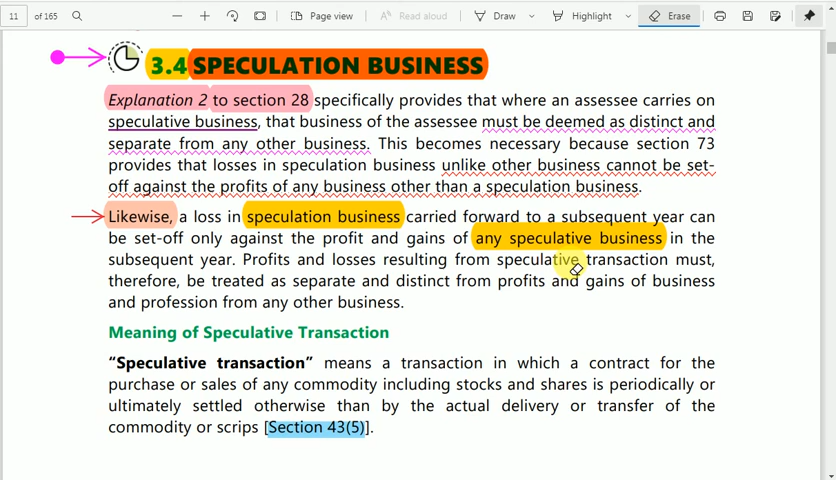 11 of 165 Page view Read aloud Draw Highlight Erase
3.4 SPECULATION BUSINESS
Explanation 2 to section 28 specifically provides that where an assessee carries on
speculative business, that business of the assessee must be deemed as distinct and
separate from any other business. This becomes necessary because section 73
provides that losses in speculation business unlike other business cannot be set-
off against the profits of any business other than a speculation business.
Likewise, a loss in speculation business carried forward to a subsequent year can
be set-off only against the profit and gains of any speculative business in the
subsequent year. Profits and losses resulting from speculative transaction must,
therefore, be treated as separate and distinct from profits and gains of business
and profession from any other business.
Meaning of Speculative Transaction
“Speculative transaction” means a transaction in which a contract for the
purchase or sales of any commodity including stocks and shares is periodically or
ultimately settled otherwise than by the actual delivery or transfer of the
commodity or scrips [Section 43(5)].